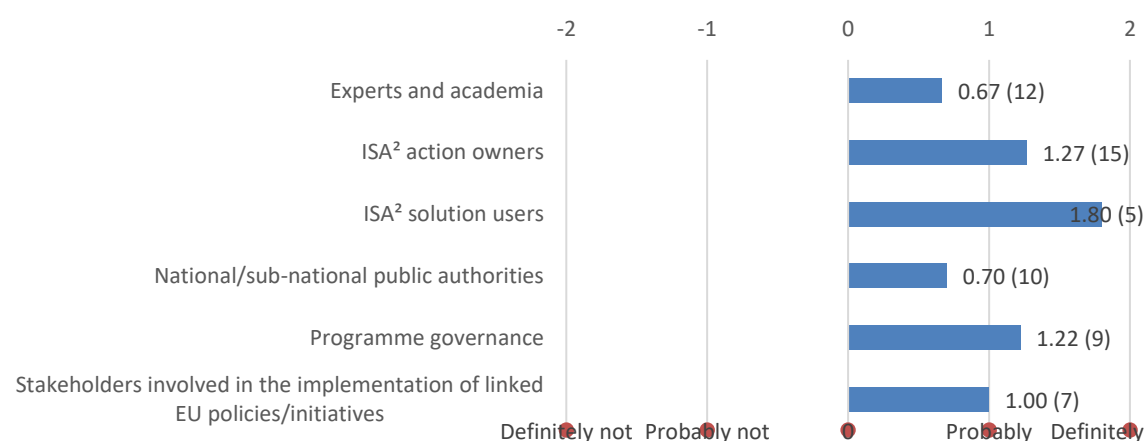 -2 -1 0 1 2
Experts and academia 0.67 (12)
ISA² action owners 1.27 (15)
ISA² solution users 1.80 (5)
National/sub-national public authorities 0.70 (10)
Programme governance 1.22 (9)
Stakeholders involved in the implementation of linked
EU policies/initiatives 1.00 (7)
Definitely not Probably not 0 Probably Definitely